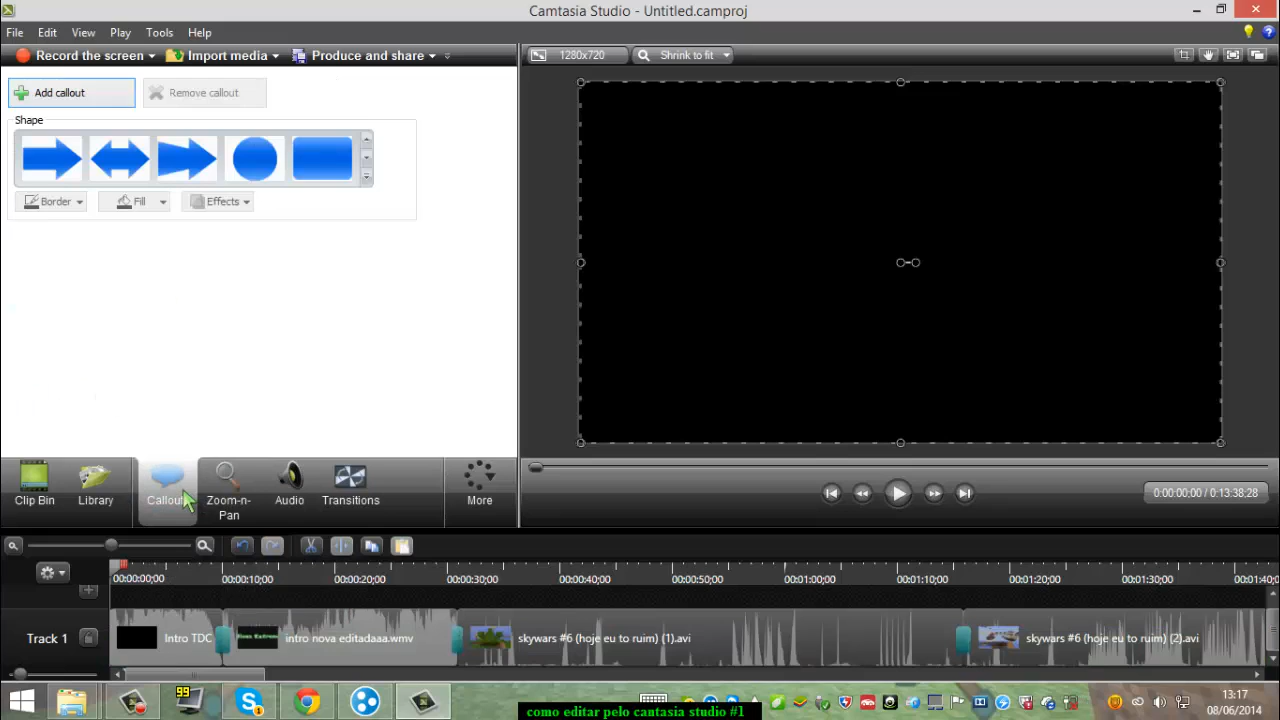 Camtasia Studio - Untitled.camproj
File Edit View Play Tools Help
Record the screen Import media Produce and share
1280x720 Shrink to fit
Add callout Remove callout
Shape
Border Fill Effects
Clip Bin Library Callouts Zoom-n-Pan Audio Transitions More
0:00:00;00 / 0:13:38;28
00:00:00;00 00:00:10;00 00:00:20;00 00:00:30;00 00:00:40;00 00:00:50;00 00:01:00;00 00:01:10;00 00:01:20;00 00:01:30;00 00:01:40;0
Track 1 Intro TDC intro nova editadaaa.wmv skywars #6 (hoje eu to ruim) (1).avi skywars #6 (hoje eu to ruim) (2).avi
99
13:17
08/06/2014
como editar pelo cantasia studio #1